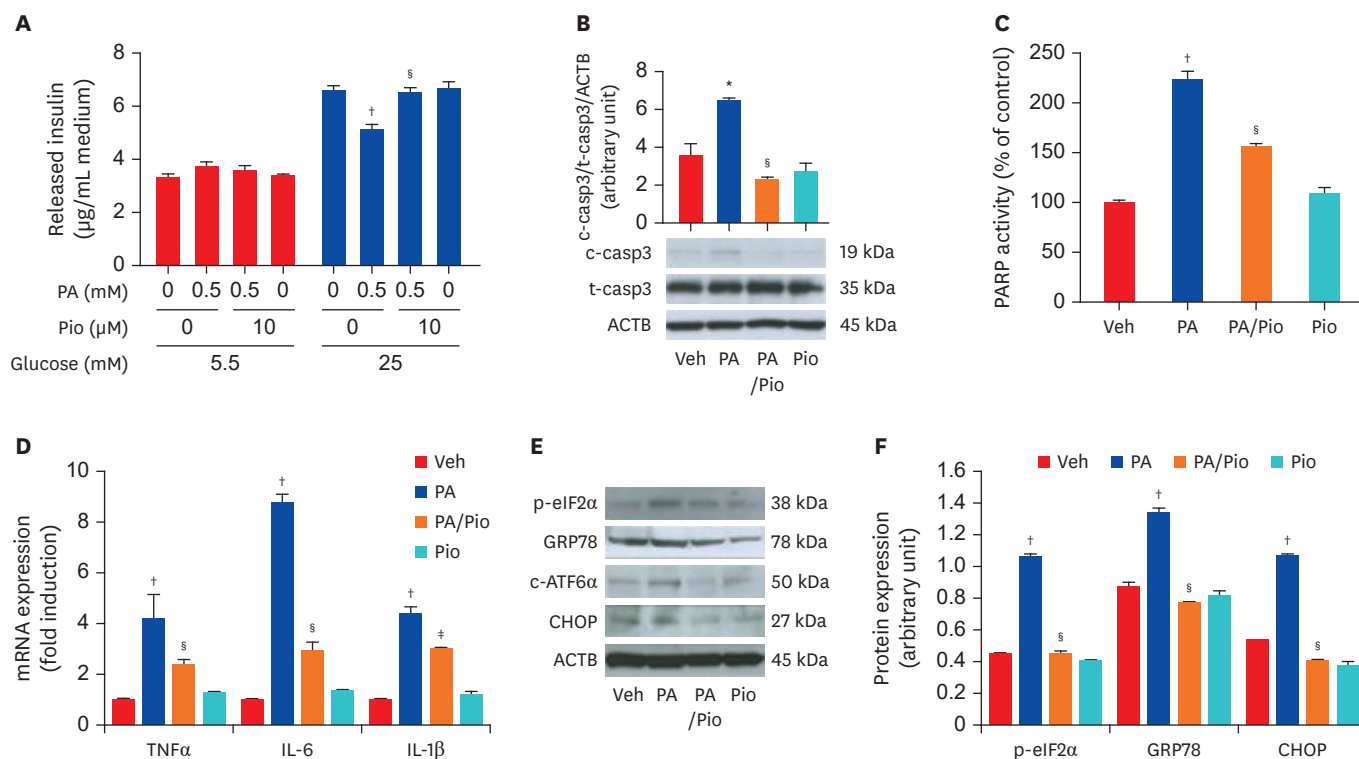 A
Released insulin
(µg/mL medium)
8
6
4
2
0
†
§
PA (mM)
0 0.5 0.5 0 0 0.5 0.5 0
Pio (µM)
0 10 0 10
Glucose (mM)
5.5 25
B
c-casp3/t-casp3/ACTB
(arbitrary unit)
8
6
4
2
0
*
§
c-casp3 19 kDa
t-casp3 35 kDa
ACTB 45 kDa
Veh PA PA Pio
/Pio
C
PARP activity (% of control)
250
200
150
100
50
0
†
§
Veh PA PA/Pio Pio
D
mRNA expression
(fold induction)
10
8
6
4
2
0
Veh
PA
PA/Pio
Pio
† § † § † ‡
TNFα IL-6 IL-1β
E
p-eIF2α 38 kDa
GRP78 78 kDa
c-ATF6α 50 kDa
CHOP 27 kDa
ACTB 45 kDa
Veh PA PA Pio
/Pio
F
Veh PA PA/Pio Pio
Protein expression
(arbitrary unit)
1.6
1.4
1.2
1.0
0.8
0.6
0.4
0.2
0
† § † § † §
p-eIF2α GRP78 CHOP